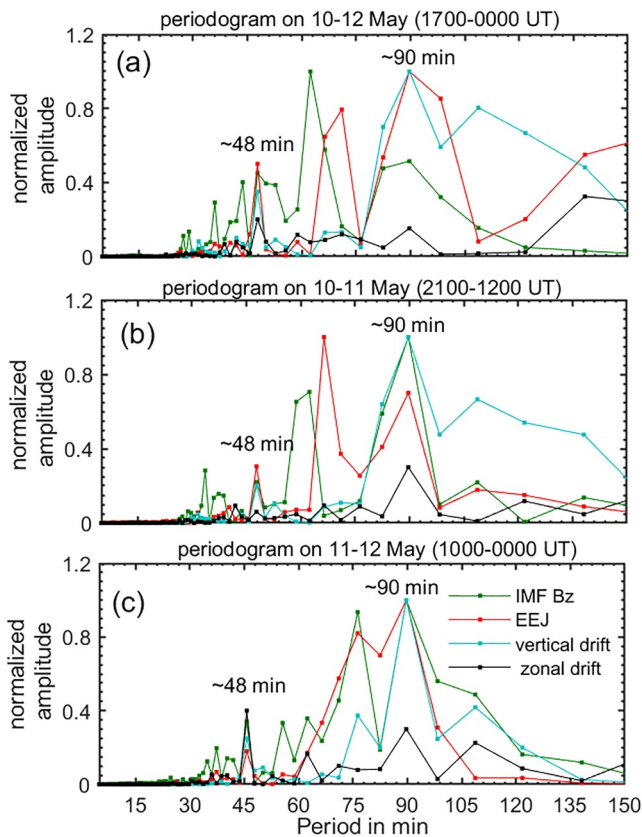 periodogram on 10-12 May (1700-0000 UT)
normalized
amplitude
1.2
0.8
0.4
0
(a)
~48 min
~90 min
periodogram on 10-11 May (2100-1200 UT)
normalized
amplitude
1.2
0.8
0.4
0
(b)
~48 min
~90 min
periodogram on 11-12 May (1000-0000 UT)
normalized
amplitude
1.2
0.8
0.4
0
(c)
~48 min
~90 min
IMF Bz
EEJ
vertical drift
zonal drift
15 30 45 60 75 90 105 120 135 150
Period in min